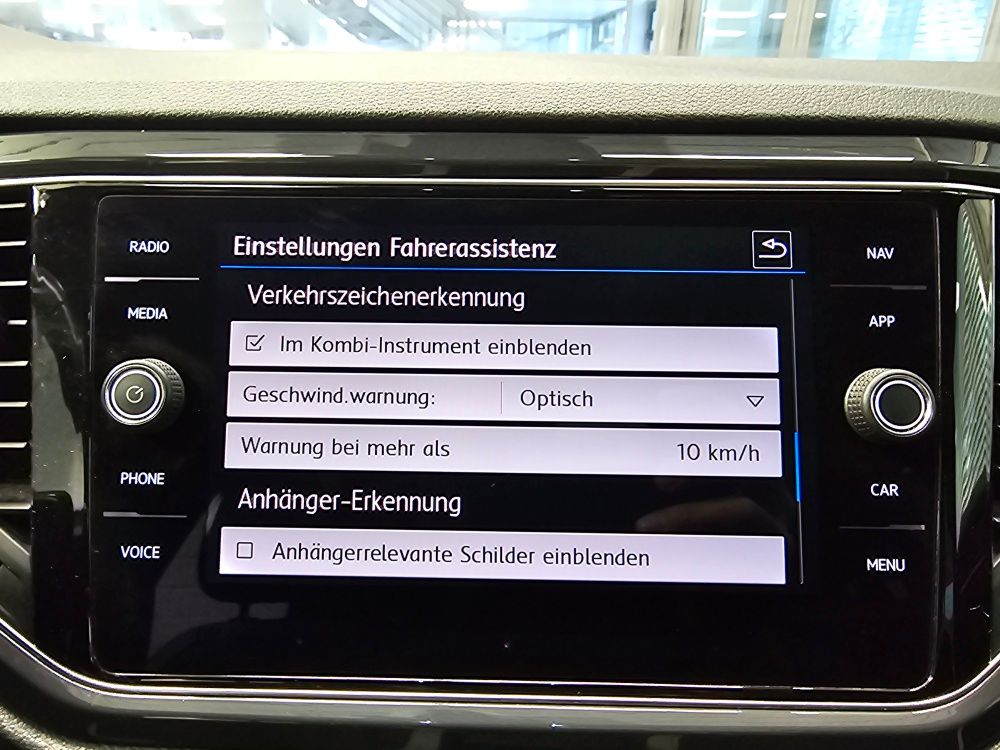 RADIO
MEDIA
PHONE
VOICE
Einstellungen Fahrerassistenz
Verkehrszeichenerkennung
Im Kombi-Instrument einblenden
Geschwind.warnung: Optisch
Warnung bei mehr als 10 km/h
Anhänger-Erkennung
Anhängerrelevante Schilder einblenden
NAV
APP
CAR
MENU